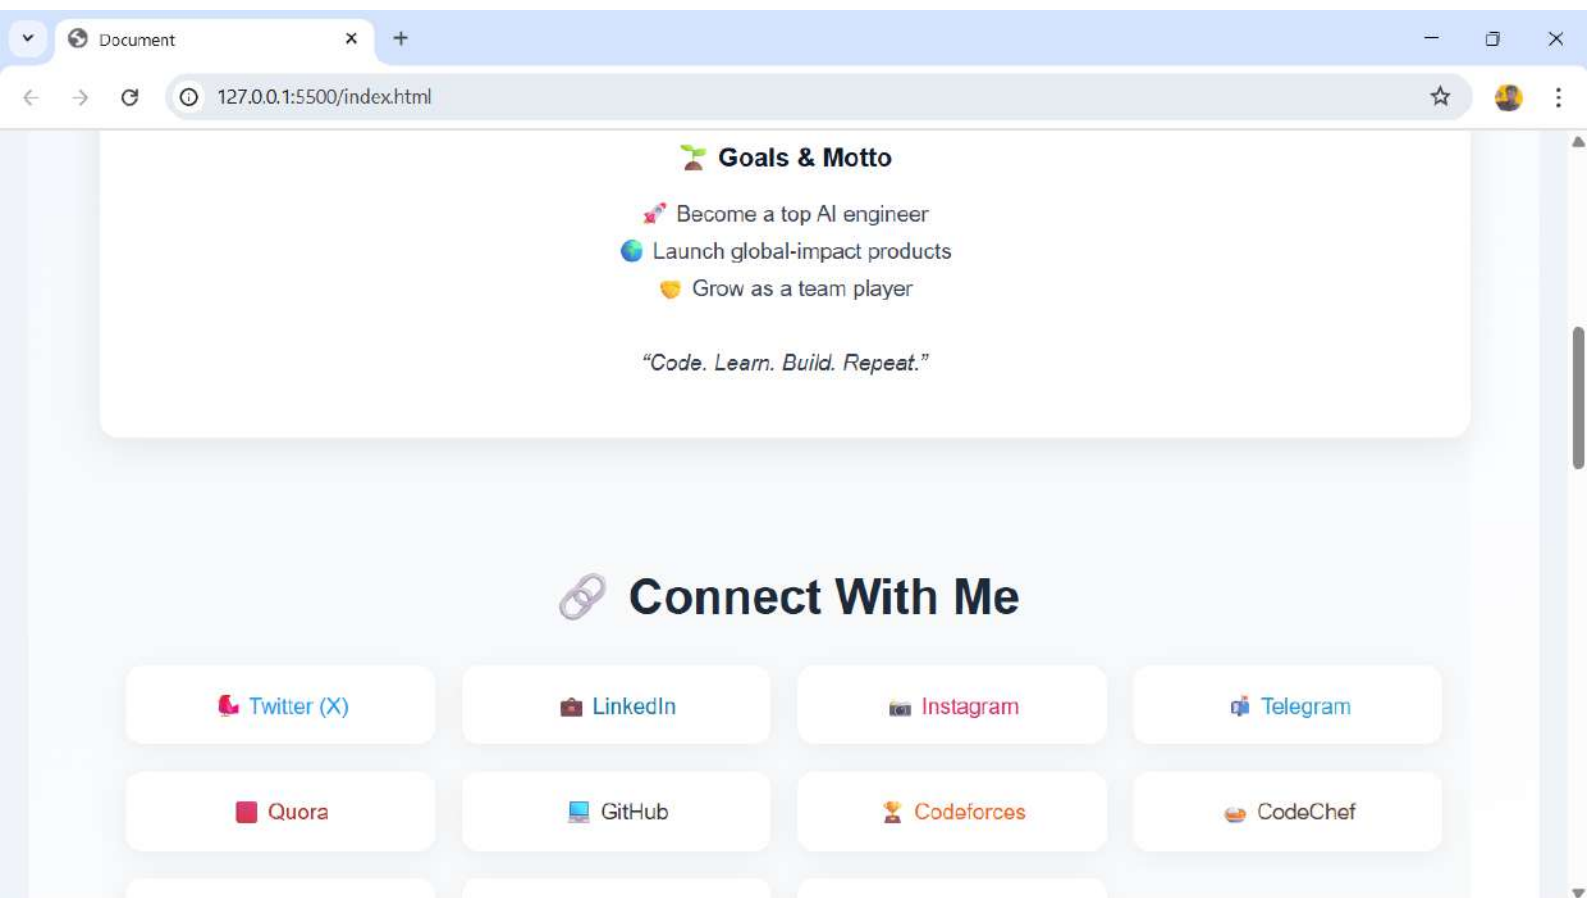 Document
127.0.0.1:5500/index.html
Goals & Motto
Become a top AI engineer
Launch global-impact products
Grow as a team player
“Code. Learn. Build. Repeat.”
Connect With Me
Twitter (X)
LinkedIn
Instagram
Telegram
Quora
GitHub
Codeforces
CodeChef